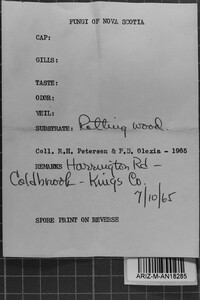 FUNGI OF NOVA SCOTIA
CAP:
GILLS:
TASTE:
ODOR:
VEIL:
SUBSTRATE: Rotting wood.
Coll. R.H. Petersen & P.D. Olexia - 1965
REMARKS Harrington Rd -
Coldbrook - Kings Co.
7/10/65
SPORE PRINT ON REVERSE
ARIZ-M-AN18285